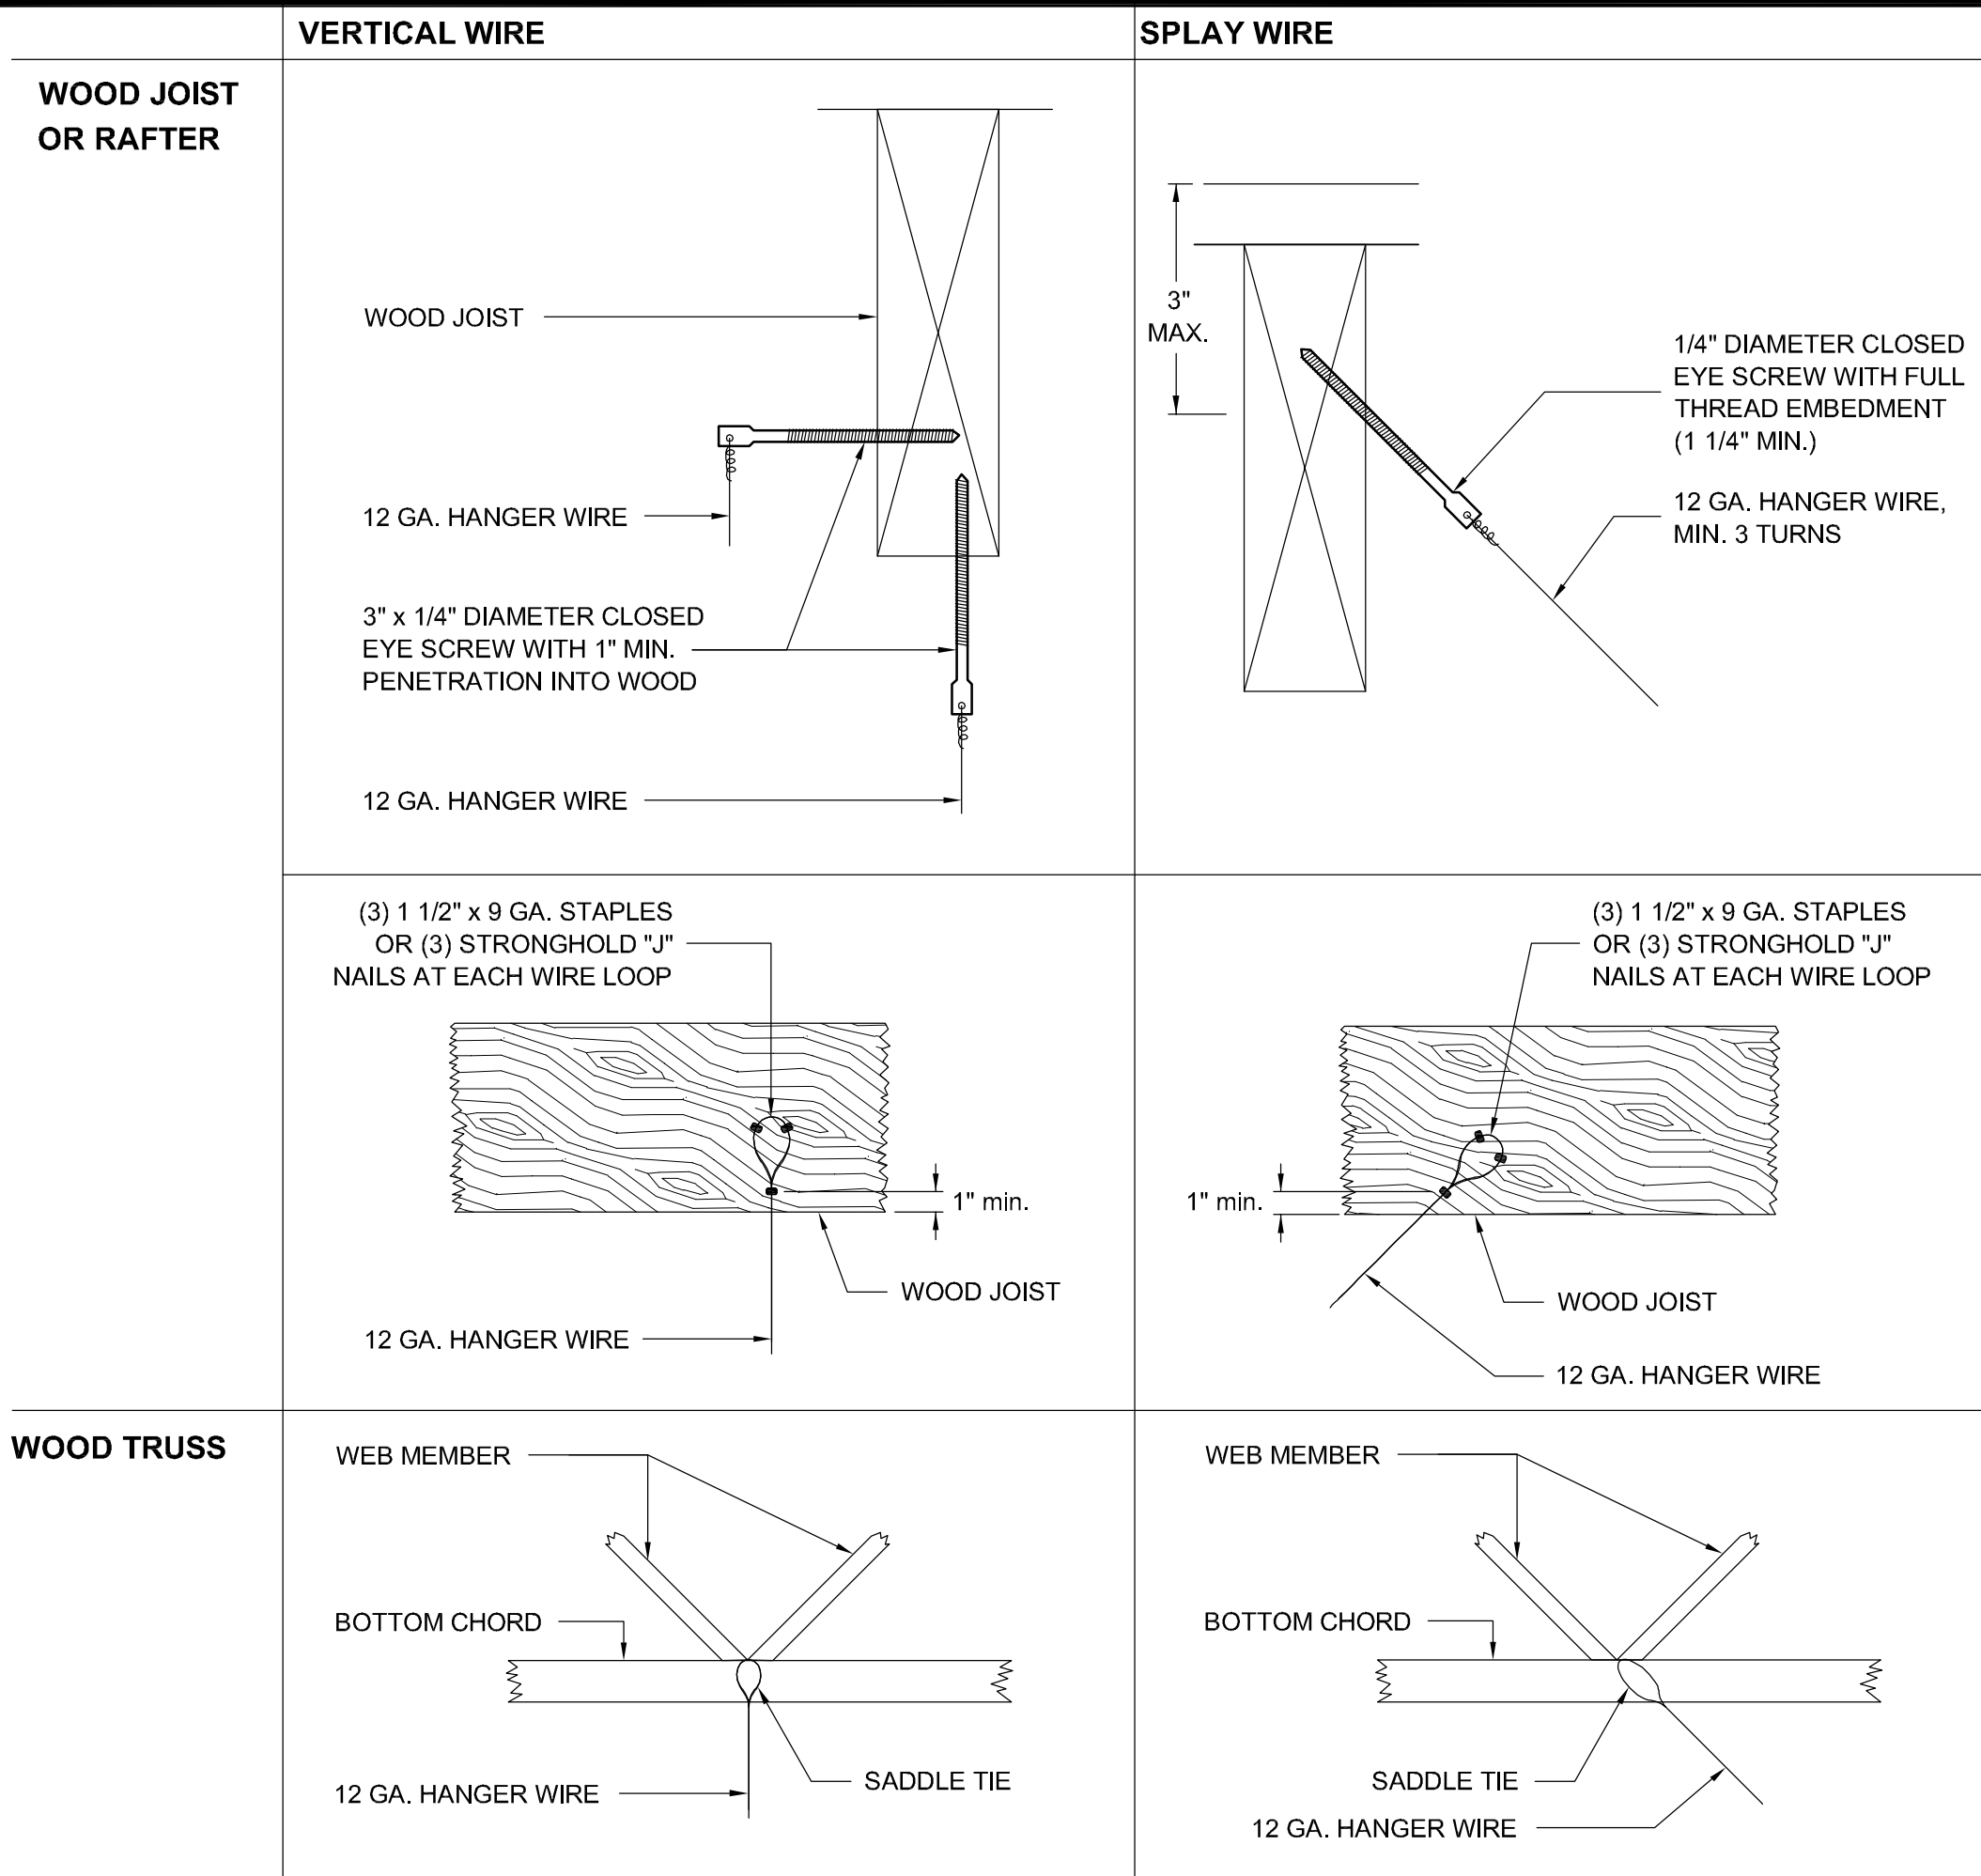 VERTICAL WIRE
SPLAY WIRE
WOOD JOIST
OR RAFTER
WOOD JOIST
12 GA. HANGER WIRE
3" x 1/4" DIAMETER CLOSED
EYE SCREW WITH 1" MIN.
PENETRATION INTO WOOD
12 GA. HANGER WIRE
3"
MAX.
1/4" DIAMETER CLOSED
EYE SCREW WITH FULL
THREAD EMBEDMENT
(1 1/4" MIN.)
12 GA. HANGER WIRE,
MIN. 3 TURNS
(3) 1 1/2" x 9 GA. STAPLES
OR (3) STRONGHOLD "J"
NAILS AT EACH WIRE LOOP
1" min.
WOOD JOIST
12 GA. HANGER WIRE
(3) 1 1/2" x 9 GA. STAPLES
OR (3) STRONGHOLD "J"
NAILS AT EACH WIRE LOOP
1" min.
WOOD JOIST
12 GA. HANGER WIRE
WOOD TRUSS
WEB MEMBER
BOTTOM CHORD
SADDLE TIE
12 GA. HANGER WIRE
WEB MEMBER
BOTTOM CHORD
SADDLE TIE
12 GA. HANGER WIRE